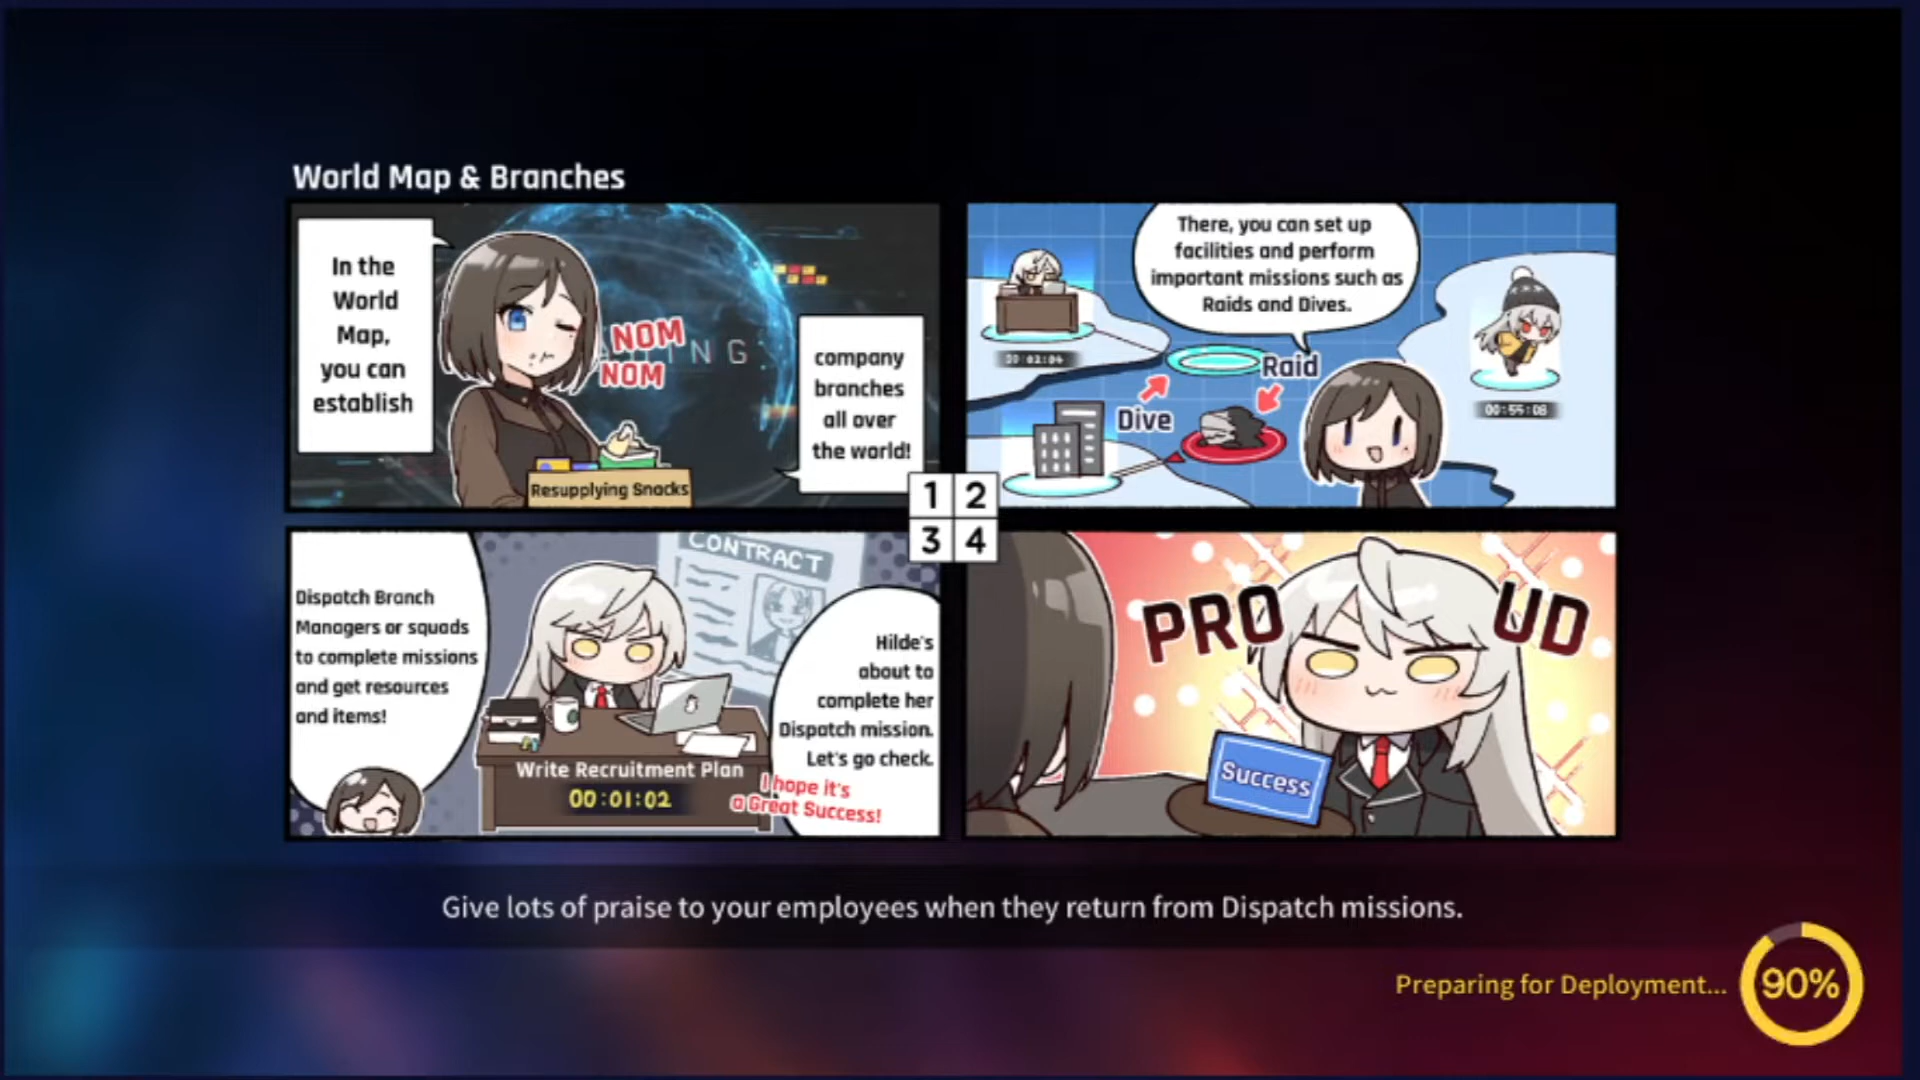 World Map & Branches
In the
World
Map,
you can
establish
NOM
NOM
Resupplying Snacks
company
branches
all over
the world!
There, you can set up
facilities and perform
important missions such as
Raids and Dives.
Raid
Dive
00:55:08
1 2
3 4
Dispatch Branch
Managers or squads
to complete missions
and get resources
and items!
CONTRACT
Write Recruitment Plan
00:01:02
Hilde's
about to
complete her
Dispatch mission.
Let's go check.
I hope it's
a Great Success!
PROUD
Success
Give lots of praise to your employees when they return from Dispatch missions.
Preparing for Deployment...
90%